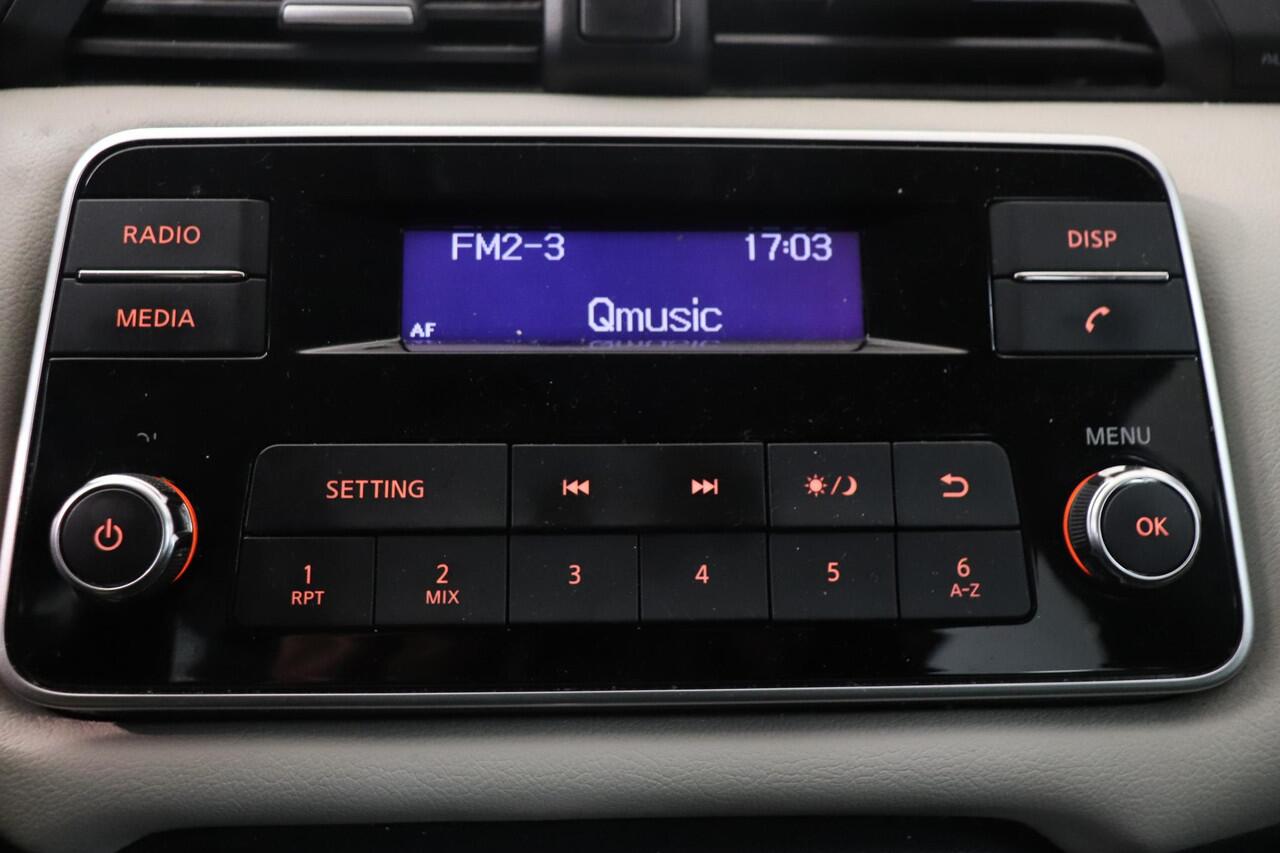 RADIO
MEDIA
FM2-3 17:03
Qmusic
AF
DISP
MENU
SETTING
OK
1
RPT
2
MIX
3
4
5
6
A-Z